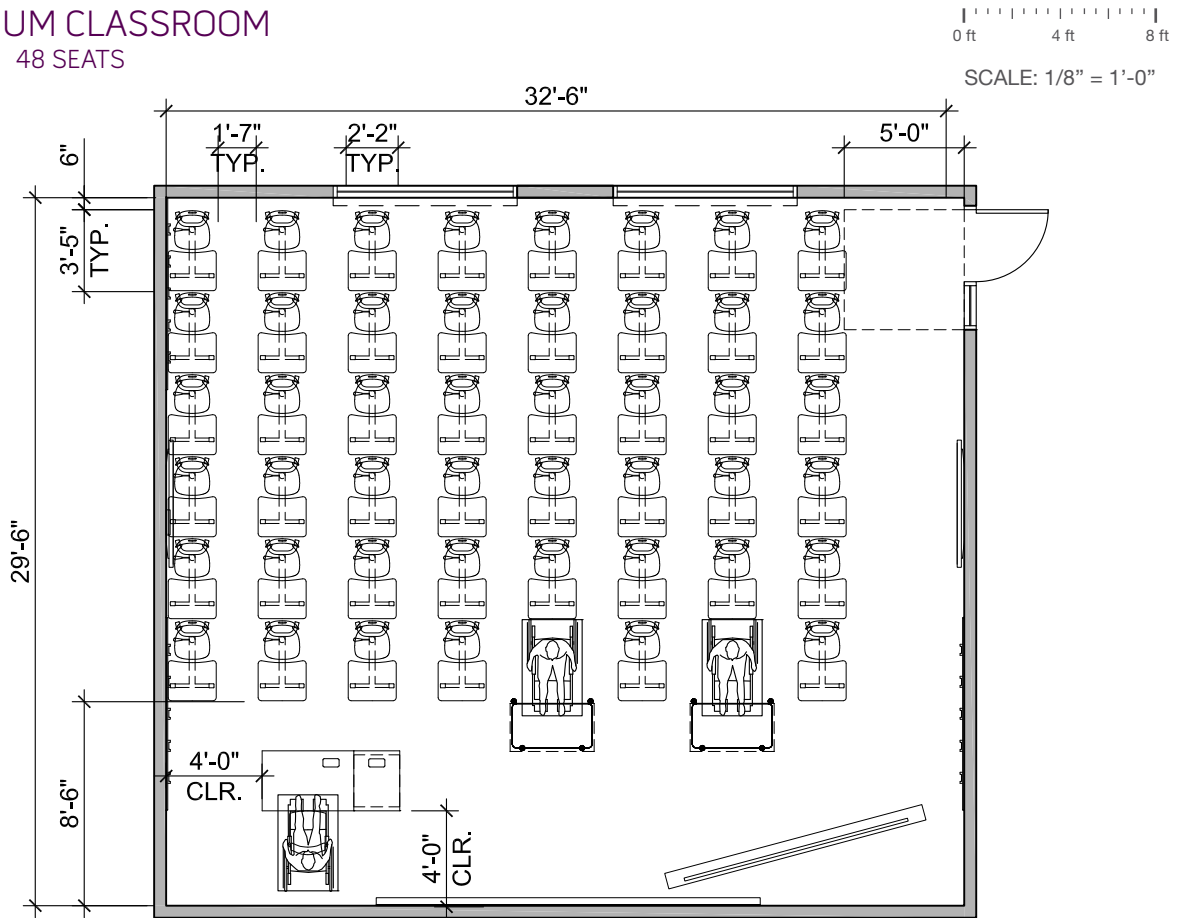 UM CLASSROOM
48 SEATS
0 ft 4 ft 8 ft
SCALE: 1/8” = 1’-0”
32'-6"
1'-7"
TYP.
2'-2"
TYP.
5'-0"
6"
3'-5"
TYP.
29'-6"
8'-6"
4'-0"
CLR.
4'-0"
CLR.